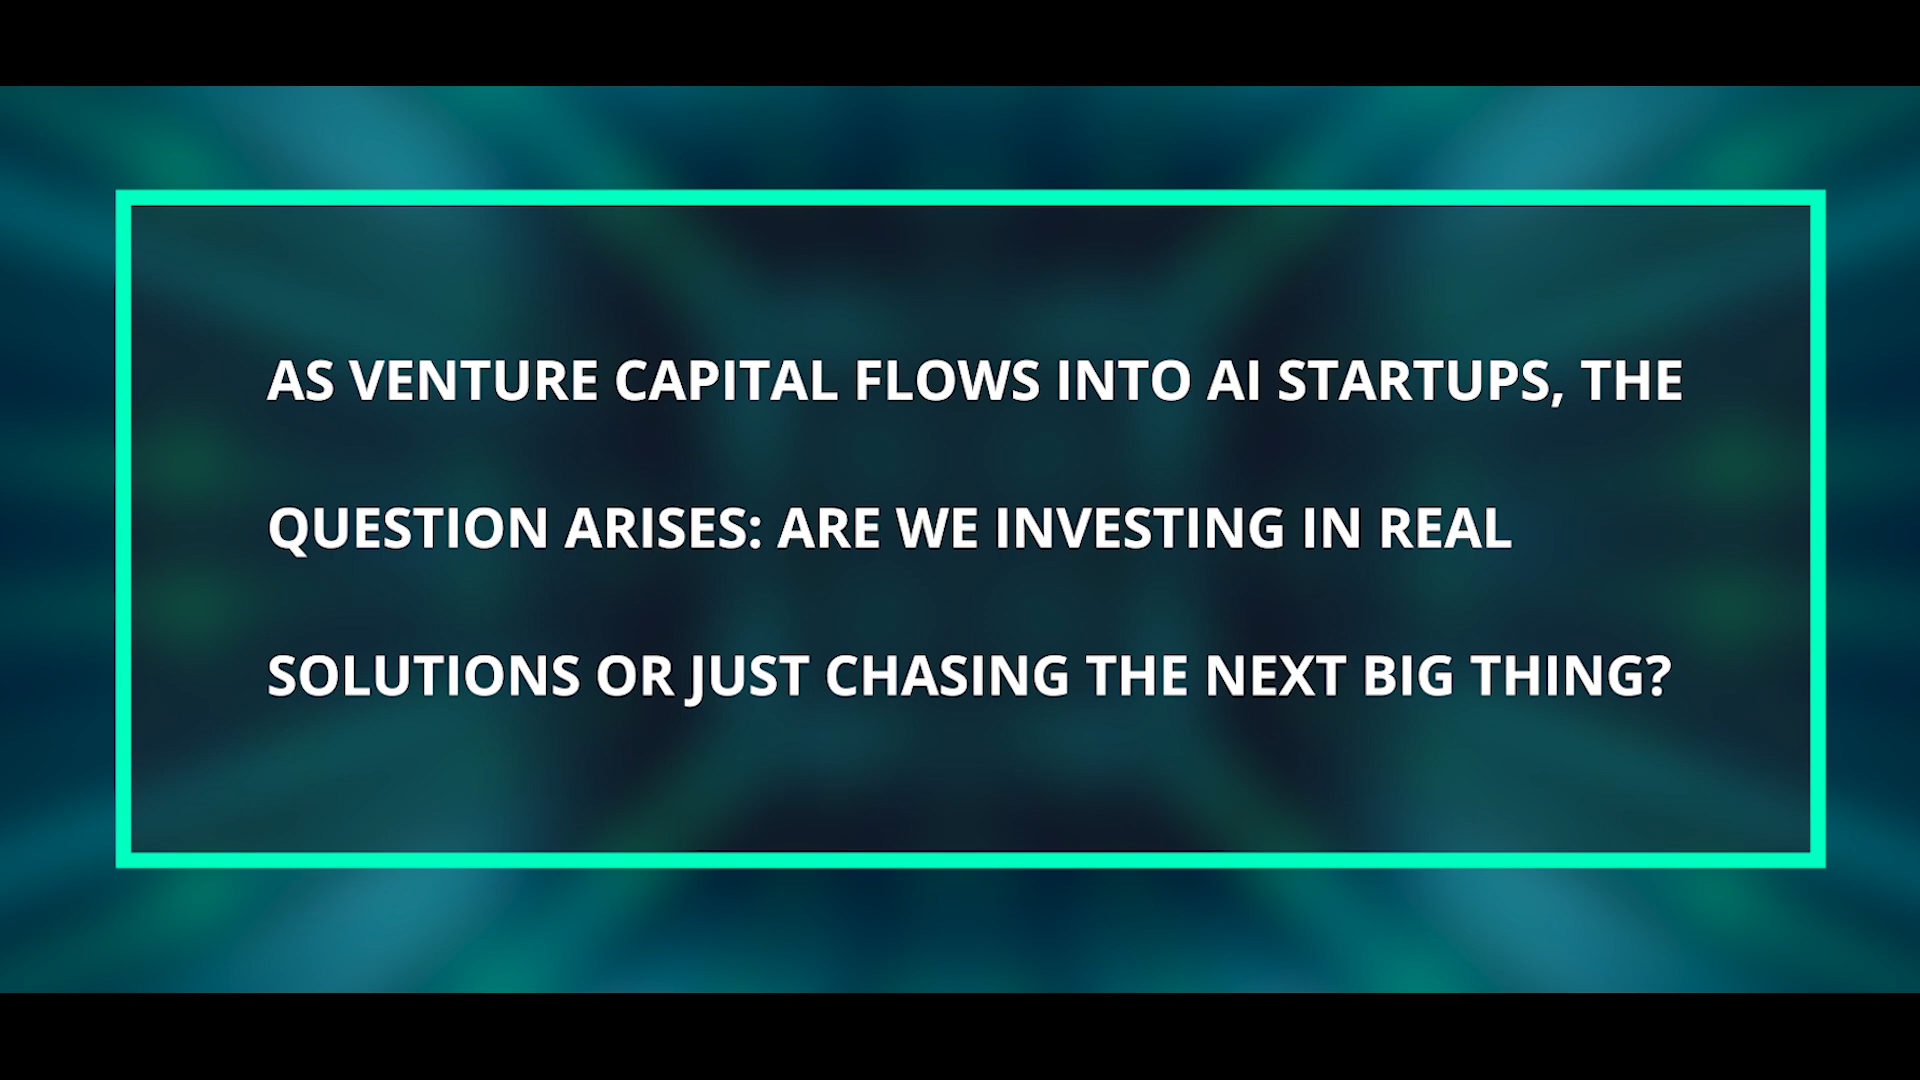 AS VENTURE CAPITAL FLOWS INTO AI STARTUPS, THE
QUESTION ARISES: ARE WE INVESTING IN REAL
SOLUTIONS OR JUST CHASING THE NEXT BIG THING?